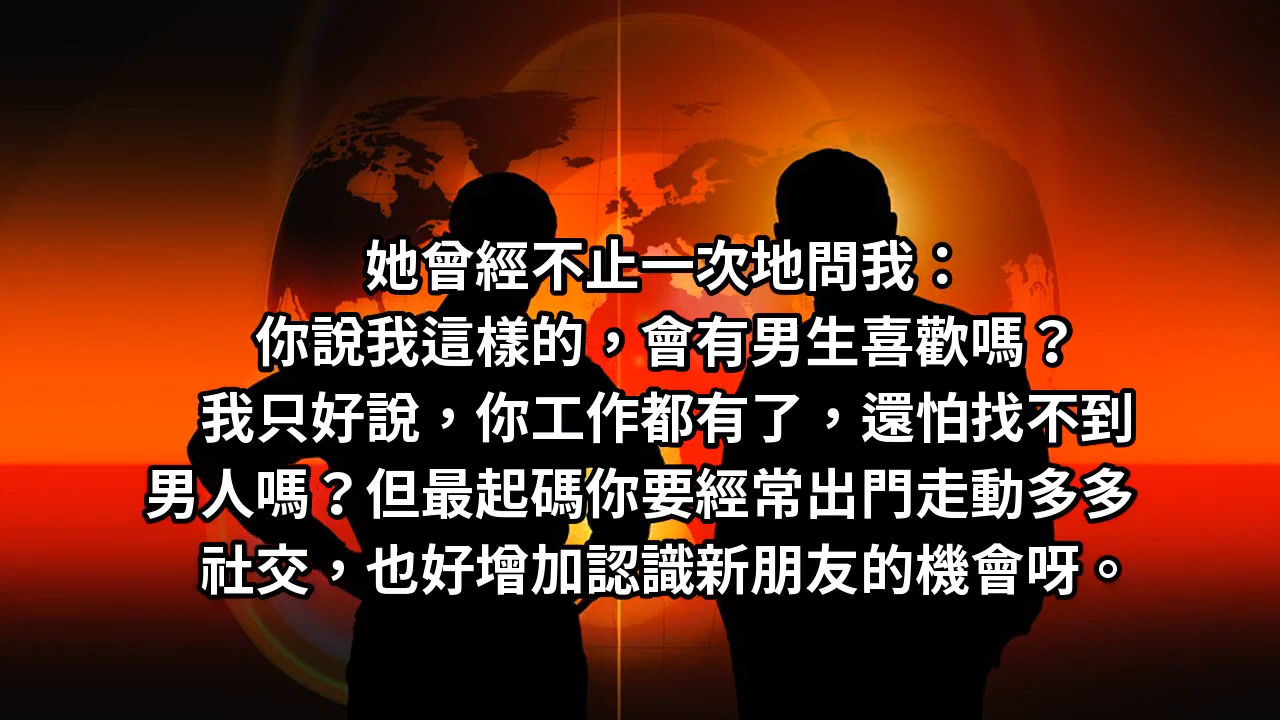 她曾經不止一次地問我：
你說我這樣的，會有男生喜歡嗎？
我只好說，你工作都有了，還怕找不到
男人嗎？但最起碼你要經常出門走動多多
社交，也好增加認識新朋友的機會呀。